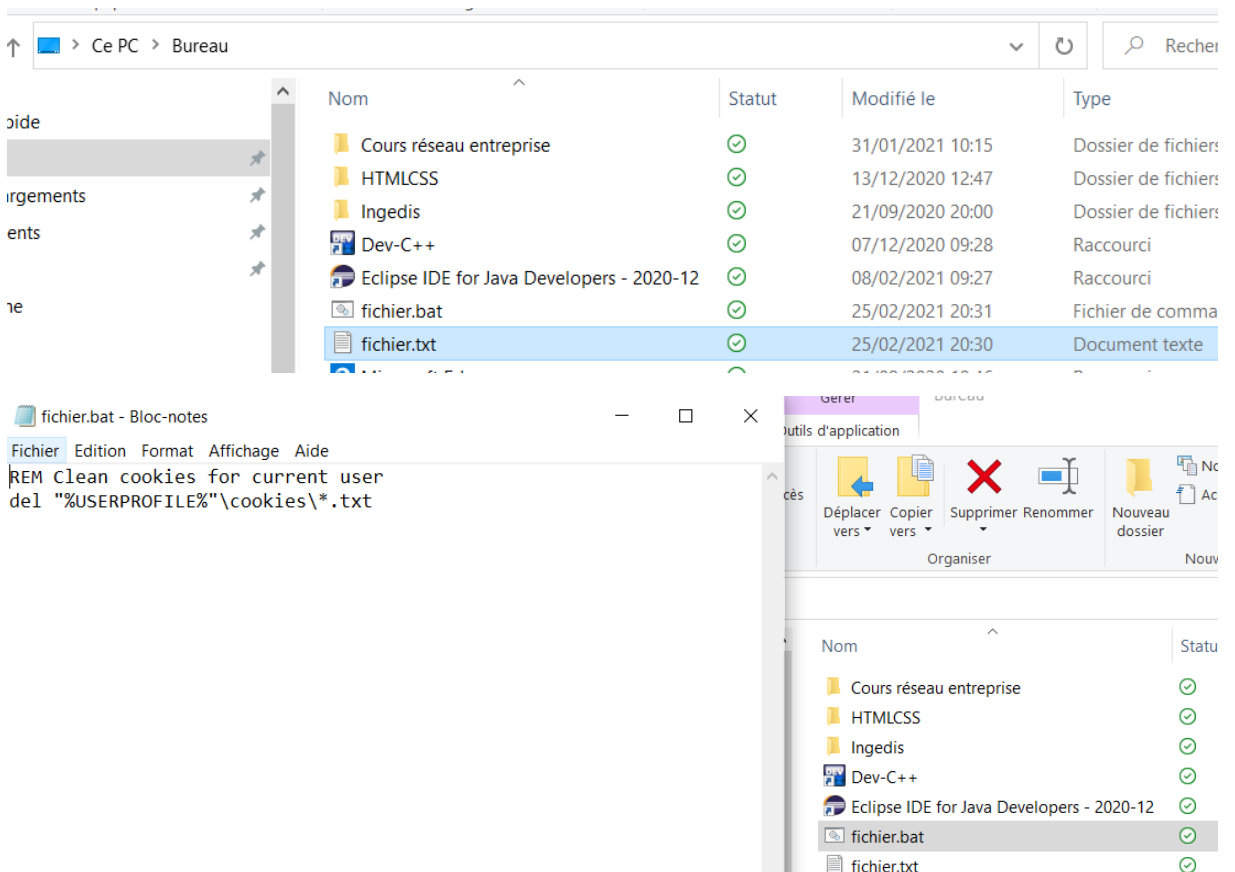 Ce PC > Bureau
Recher
Nom Statut Modifié le Type
oide
Cours réseau entreprise 31/01/2021 10:15 Dossier de fichiers
HTMLCSS 13/12/2020 12:47 Dossier de fichiers
argements
Ingedis 21/09/2020 20:00 Dossier de fichiers
ents
Dev-C++ 07/12/2020 09:28 Raccourci
Eclipse IDE for Java Developers - 2020-12 08/02/2021 09:27 Raccourci
ne
fichier.bat 25/02/2021 20:31 Fichier de comma
fichier.txt 25/02/2021 20:30 Document texte
fichier.bat - Bloc-notes
Fichier Edition Format Affichage Aide
REM Clean cookies for current user
del "%USERPROFILE%"\cookies\*.txt
Gérer Bureau
Outils d'application
cès
Déplacer vers
Copier vers
Supprimer
Renommer
Nouveau dossier
No
Ac
Organiser
Nouv
Nom Statu
Cours réseau entreprise
HTMLCSS
Ingedis
Dev-C++
Eclipse IDE for Java Developers - 2020-12
fichier.bat
fichier.txt